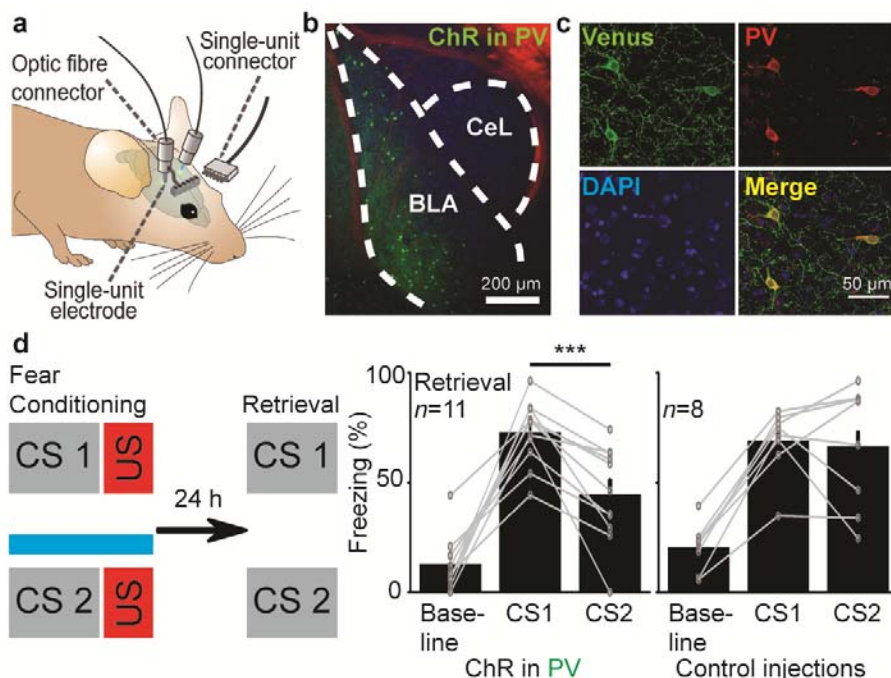 a
Optic fibre
connector
Single-unit
connector
Single-unit
electrode
b
ChR in PV
CeL
BLA
200 µm
c
Venus
PV
DAPI
Merge
50 µm
d
Fear
Conditioning
Retrieval
CS 1
US
CS 1
24 h
CS 2
US
CS 2
Freezing (%)
100
50
0
Retrieval
n=11
***
Base-
line
CS1
CS2
ChR in PV
n=8
Base-
line
CS1
CS2
Control injections